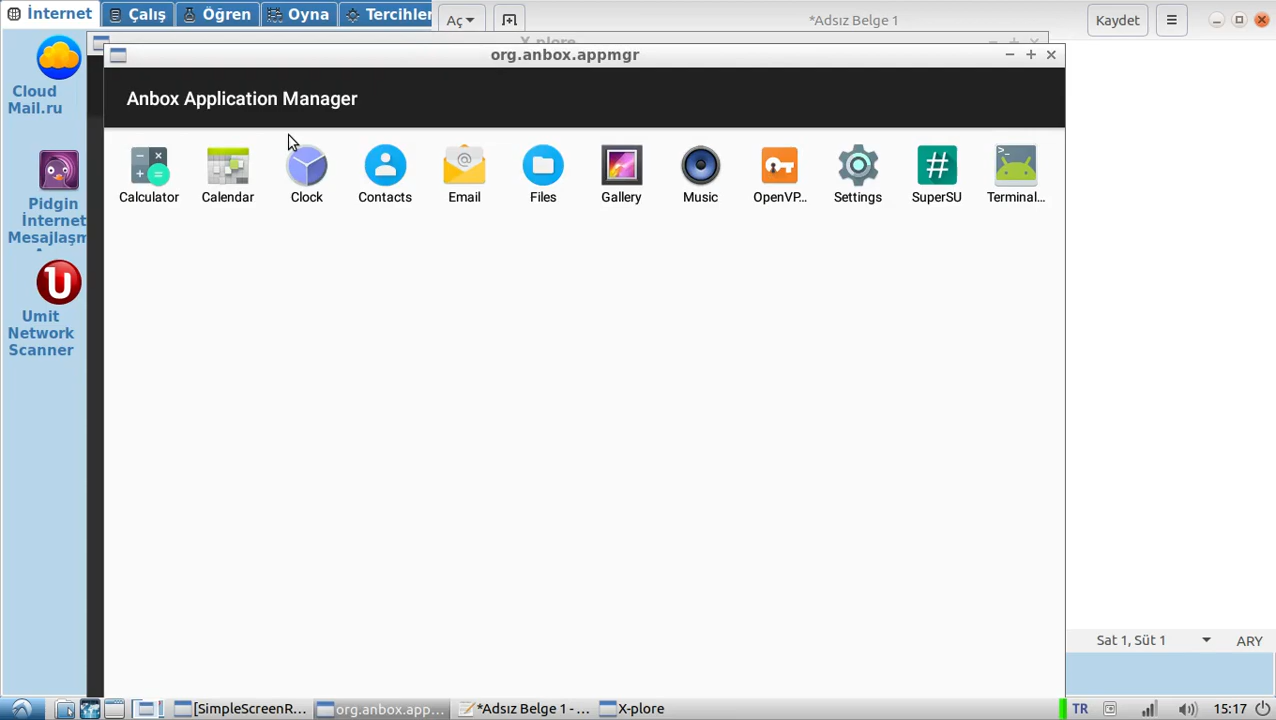 İnternet
Çalış
Öğren
Oyna
Tercihler
Aç
*Adsız Belge 1
Kaydet
X-plore
org.anbox.appmgr
Anbox Application Manager
Cloud
Mail.ru
Pidgin
İnternet
Mesajlaşm
Umit
Network
Scanner
Calculator
Calendar
Clock
Contacts
Email
Files
Gallery
Music
OpenVP...
Settings
SuperSU
Terminal...
Sat 1, Süt 1
ARY
[SimpleScreenR...
org.anbox.app...
*Adsız Belge 1 - ...
X-plore
TR
15:17